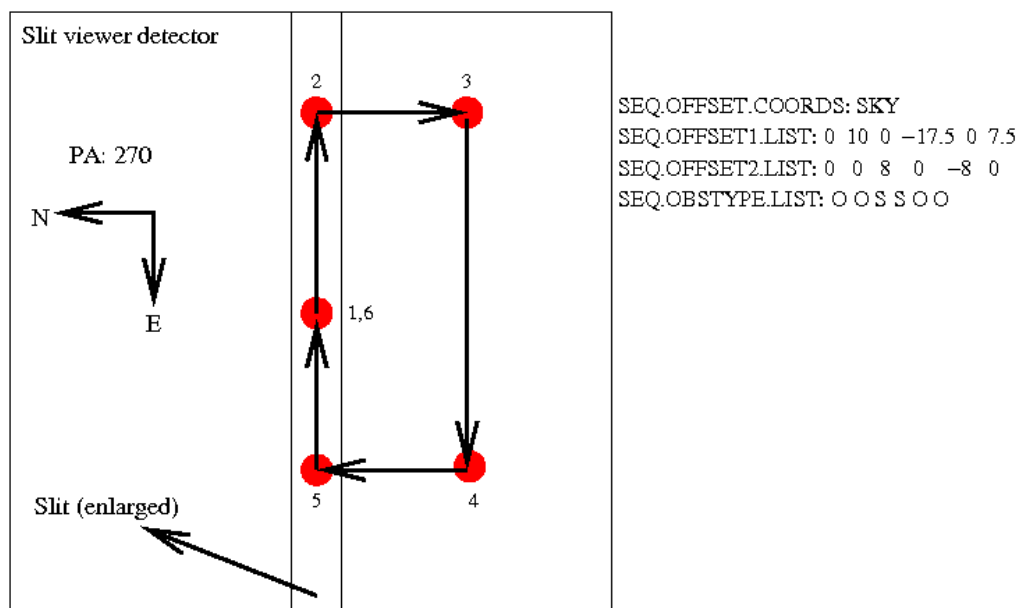 Slit viewer detector
2
3
SEQ.OFFSET.COORDS: SKY
SEQ.OFFSET1.LIST: 0 10 0 −17.5 0 7.5
PA: 270
SEQ.OFFSET2.LIST: 0 0 8 0 −8 0
SEQ.OBSTYPE.LIST: O O S S O O
N
1,6
E
Slit (enlarged)
5
4